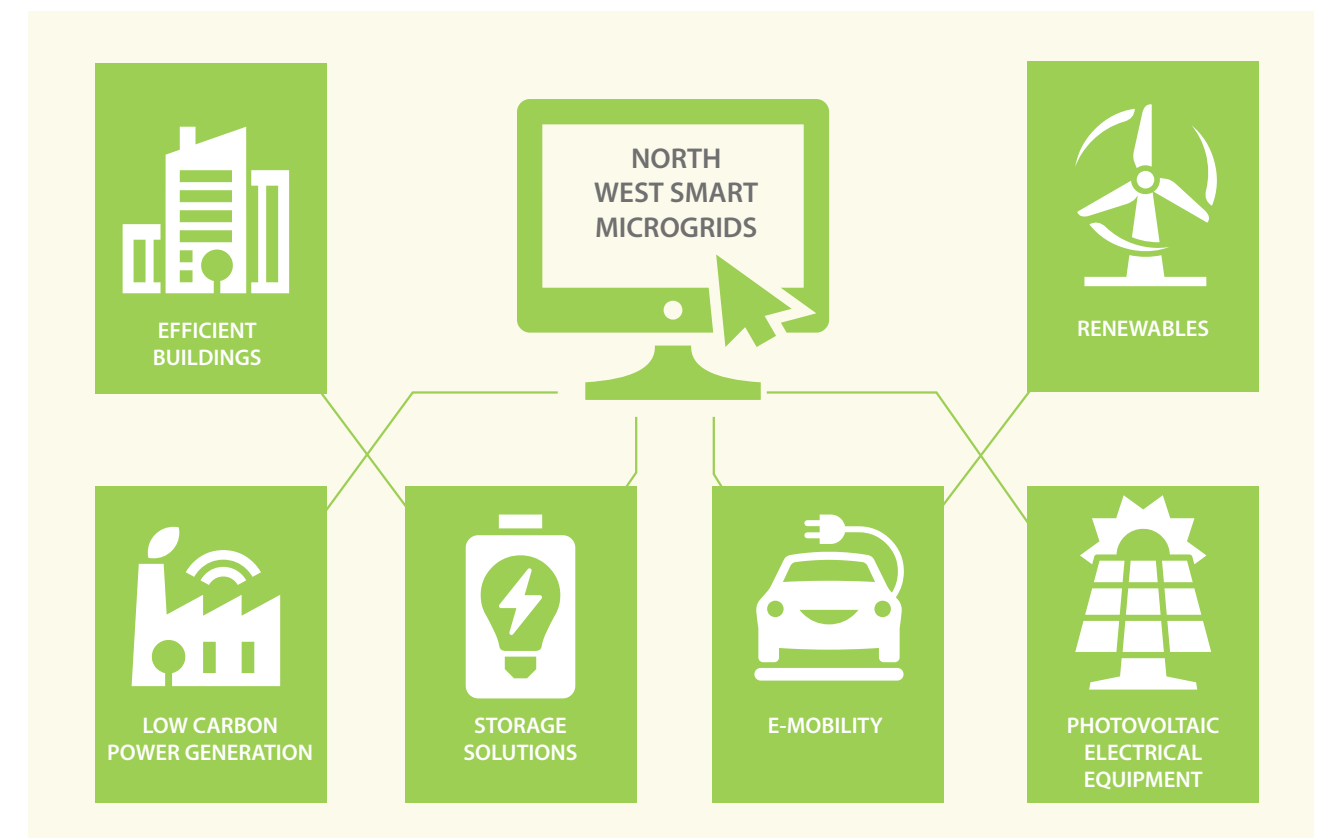 NORTH
WEST SMART
MICROGRIDS
EFFICIENT
BUILDINGS
RENEWABLES
LOW CARBON
POWER GENERATION
STORAGE
SOLUTIONS
E-MOBILITY
PHOTOVOLTAIC
ELECTRICAL
EQUIPMENT